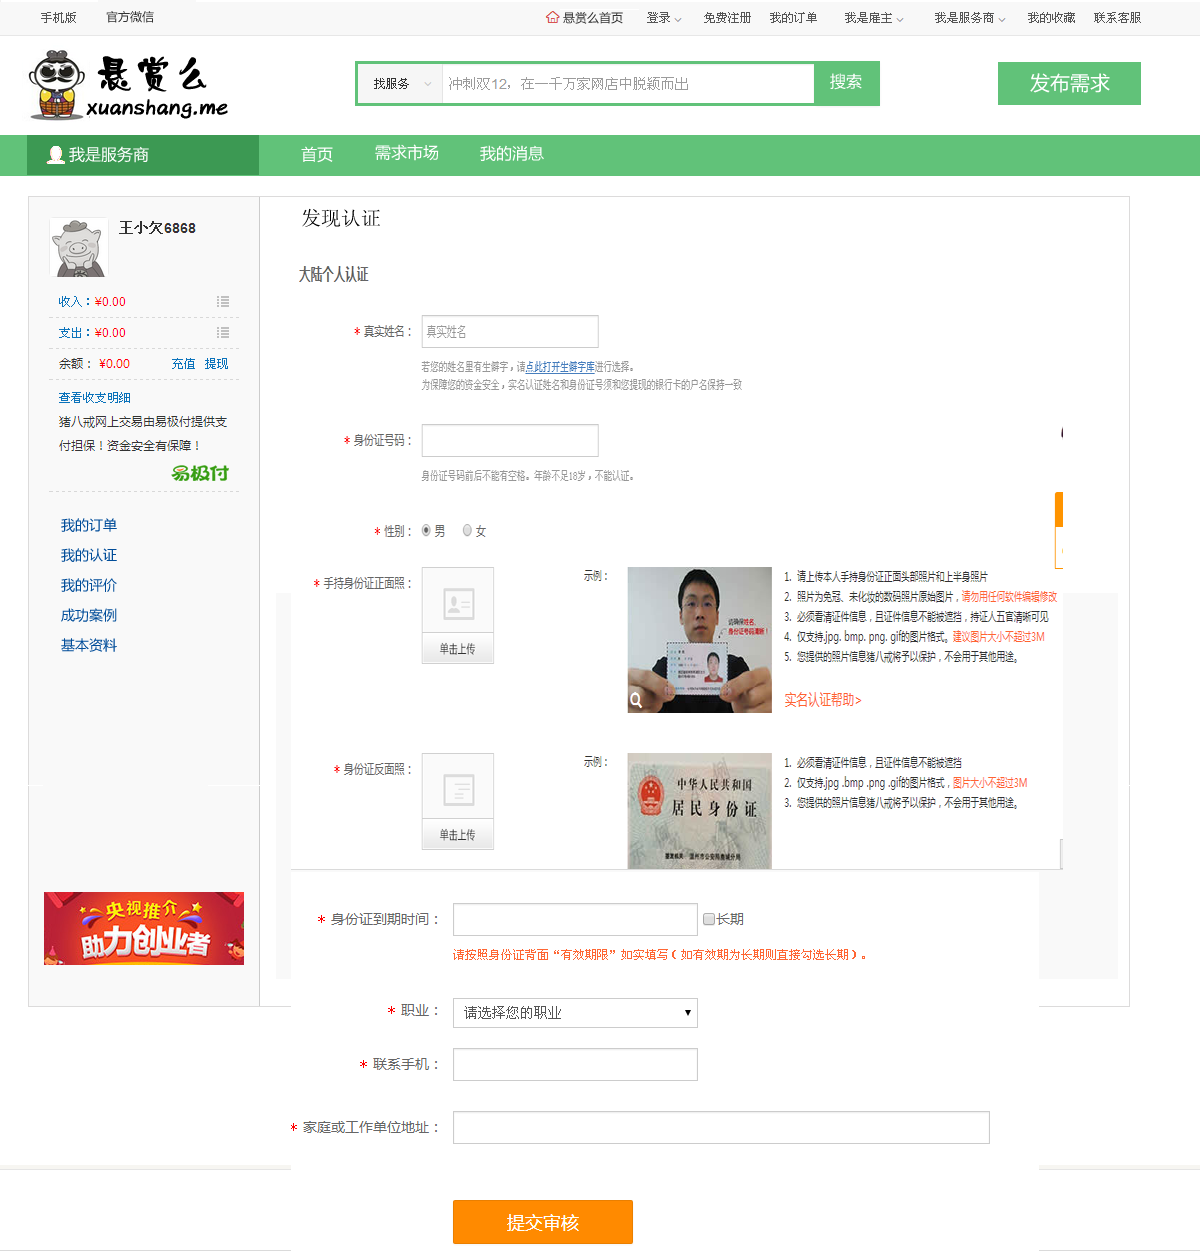 手机版 官方微信 悬赏么首页 登录 免费注册 我的订单 我是雇主 我是服务商 我的收藏 联系客服
悬赏么
xuanshang.me
找服务 冲刺双12，在一千万家网店中脱颖而出 搜索 发布需求
我是服务商 首页 需求市场 我的消息
王小欠6868
收入：¥0.00
支出：¥0.00
余额： ¥0.00 充值 提现
查看收支明细
猪八戒网上交易由易极付提供支
付担保！资金安全有保障！
易极付
我的订单
我的认证
我的评价
成功案例
基本资料
央视推介
助力创业者
发现认证
大陆个人认证
* 真实姓名： 真实姓名
若您的姓名里有生僻字，请点此打开生僻字库进行选择。
为保障您的资金安全，实名认证姓名和身份证号须和您提现的银行卡的户名保持一致
* 身份证号码：
身份证号码前后不能有空格。年龄不足18岁，不能认证。
* 性别： 男 女
* 手持身份证正面照： 单击上传
示例：
请确保姓名、
身份证号码清晰！
1. 请上传本人手持身份证正面头部照片和上半身照片
2. 照片为免冠、未化妆的数码照片原始图片，请勿用任何软件编辑修改
3. 必须看清证件信息，且证件信息不能被遮挡，持证人五官清晰可见
4. 仅支持.jpg. bmp. png. gif的图片格式。建议图片大小不超过3M
5. 您提供的照片信息猪八戒将予以保护，不会用于其他用途。
实名认证帮助>
* 身份证反面照： 单击上传
示例：
中华人民共和国
居民身份证
1. 必须看清证件信息，且证件信息不能被遮挡
2. 仅支持.jpg .bmp .png .gif的图片格式，图片大小不超过3M
3. 您提供的照片信息猪八戒将予以保护，不会用于其他用途。
* 身份证到期时间： 长期
请按照身份证背面“有效期限”如实填写（如有效期为长期则直接勾选长期）。
* 职业： 请选择您的职业
* 联系手机：
* 家庭或工作单位地址：
提交审核